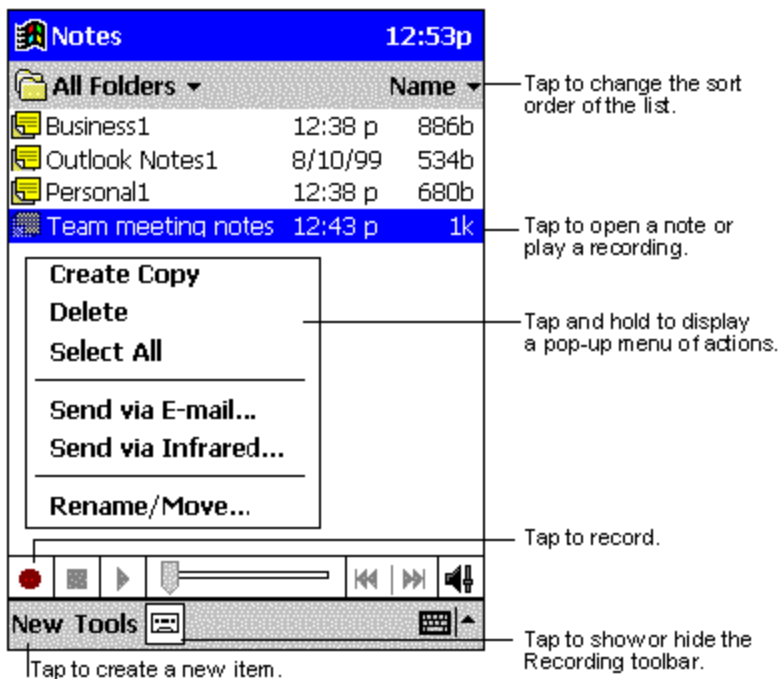 Notes 12:53p
All Folders Name
Tap to change the sort
order of the list.
Business1 12:38 p 886b
Outlook Notes1 8/10/99 534b
Personal1 12:38 p 680b
Team meeting notes 12:43 p 1k
Tap to open a note or
play a recording.
Create Copy
Delete
Select All
Tap and hold to display
a pop-up menu of actions.
Send via E-mail...
Send via Infrared...
Rename/Move...
Tap to record.
New Tools
Tap to show or hide the
Recording toolbar.
Tap to create a new item.